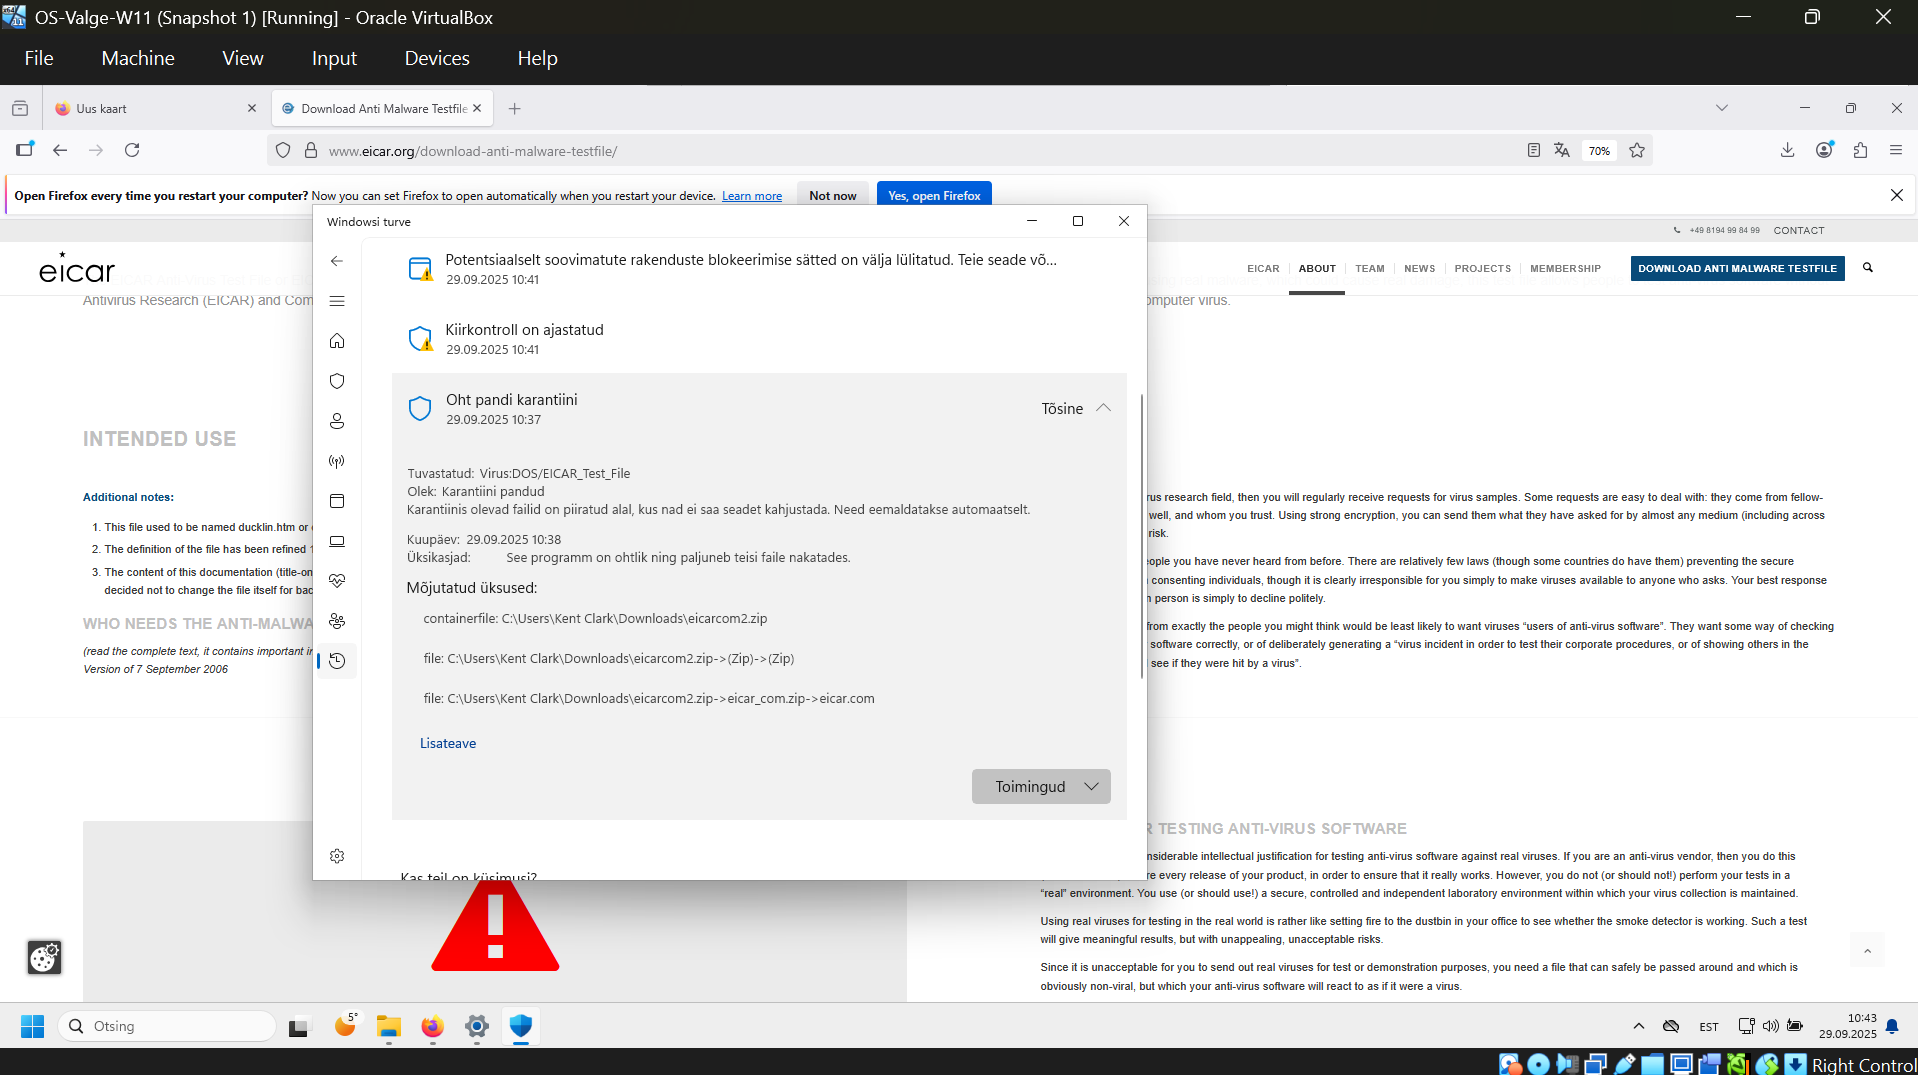 OS-Valge-W11 (Snapshot 1) [Running] - Oracle VirtualBox
File Machine View Input Devices Help
Uus kaart
Download Anti Malware Testfile
www.eicar.org/download-anti-malware-testfile/
70%
Open Firefox every time you restart your computer? Now you can set Firefox to open automatically when you restart your device. Learn more Not now Yes, open Firefox
+49 8194 99 84 99 CONTACT
eicar
EICAR ABOUT TEAM NEWS PROJECTS MEMBERSHIP DOWNLOAD ANTI MALWARE TESTFILE
Antivirus Research (EICAR) and Com
omputer virus.
INTENDED USE
Additional notes:
1. This file used to be named ducklin.htm or
2. The definition of the file has been refined
3. The content of this documentation (title-on
decided not to change the file itself for bac
WHO NEEDS THE ANTI-MALWA
(read the complete text, it contains important in
Version of 7 September 2006
Windowsi turve
Potentsiaalselt soovimatute rakenduste blokeerimise sätted on välja lülitatud. Teie seade võ...
29.09.2025 10:41
Kiirkontroll on ajastatud
29.09.2025 10:41
Oht pandi karantiini
29.09.2025 10:37
Tõsine
Tuvastatud: Virus:DOS/EICAR_Test_File
Olek: Karantiini pandud
Karantiinis olevad failid on piiratud alal, kus nad ei saa seadet kahjustada. Need eemaldatakse automaatselt.
Kuupäev: 29.09.2025 10:38
Üksikasjad: See programm on ohtlik ning paljuneb teisi faile nakatades.
Mõjutatud üksused:
containerfile: C:\Users\Kent Clark\Downloads\eicarcom2.zip
file: C:\Users\Kent Clark\Downloads\eicarcom2.zip->(Zip)->(Zip)
file: C:\Users\Kent Clark\Downloads\eicarcom2.zip->eicar_com.zip->eicar.com
Lisateave
Toimingud
Kas teil on küsimusi?
rus research field, then you will regularly receive requests for virus samples. Some requests are easy to deal with: they come from fellow-
well, and whom you trust. Using strong encryption, you can send them what they have asked for by almost any medium (including across
risk.
ople you have never heard from before. There are relatively few laws (though some countries do have them) preventing the secure
consenting individuals, though it is clearly irresponsible for you simply to make viruses available to anyone who asks. Your best response
n person is simply to decline politely.
from exactly the people you might think would be least likely to want viruses “users of anti-virus software”. They want some way of checking
software correctly, or of deliberately generating a “virus incident in order to test their corporate procedures, or of showing others in the
see if they were hit by a virus”.
R TESTING ANTI-VIRUS SOFTWARE
nsiderable intellectual justification for testing anti-virus software against real viruses. If you are an anti-virus vendor, then you do this
re every release of your product, in order to ensure that it really works. However, you do not (or should not!) perform your tests in a
“real” environment. You use (or should use!) a secure, controlled and independent laboratory environment within which your virus collection is maintained.
Using real viruses for testing in the real world is rather like setting fire to the dustbin in your office to see whether the smoke detector is working. Such a test
will give meaningful results, but with unappealing, unacceptable risks.
Since it is unacceptable for you to send out real viruses for test or demonstration purposes, you need a file that can safely be passed around and which is
obviously non-viral, but which your anti-virus software will react to as if it were a virus.
Otsing
5°
EST
10:43
29.09.2025
Right Control